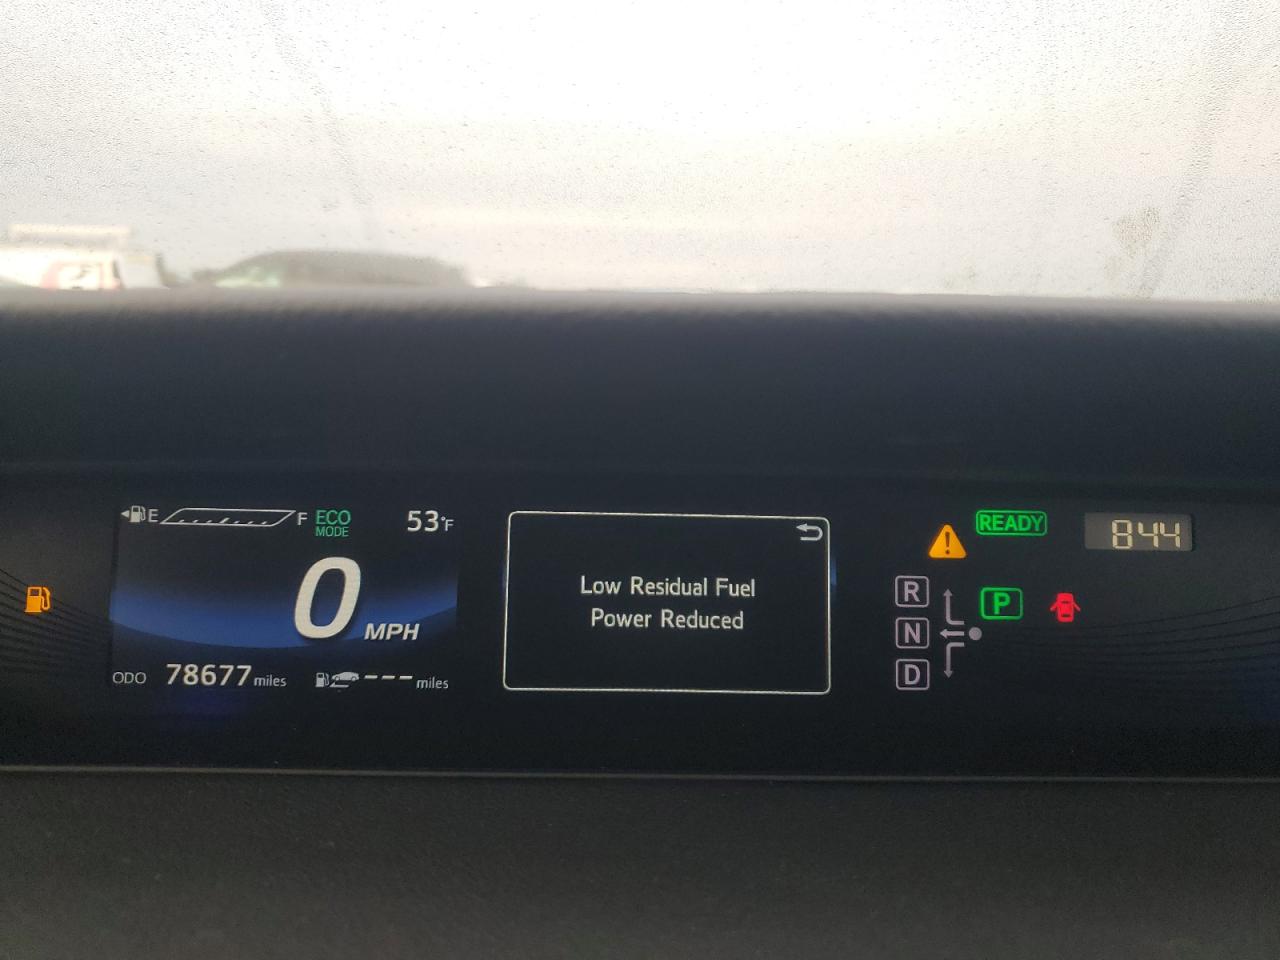 E F ECO
MODE
53°F
0 MPH
ODO 78677 miles
--- miles
Low Residual Fuel
Power Reduced
READY
844
R
N
D
P